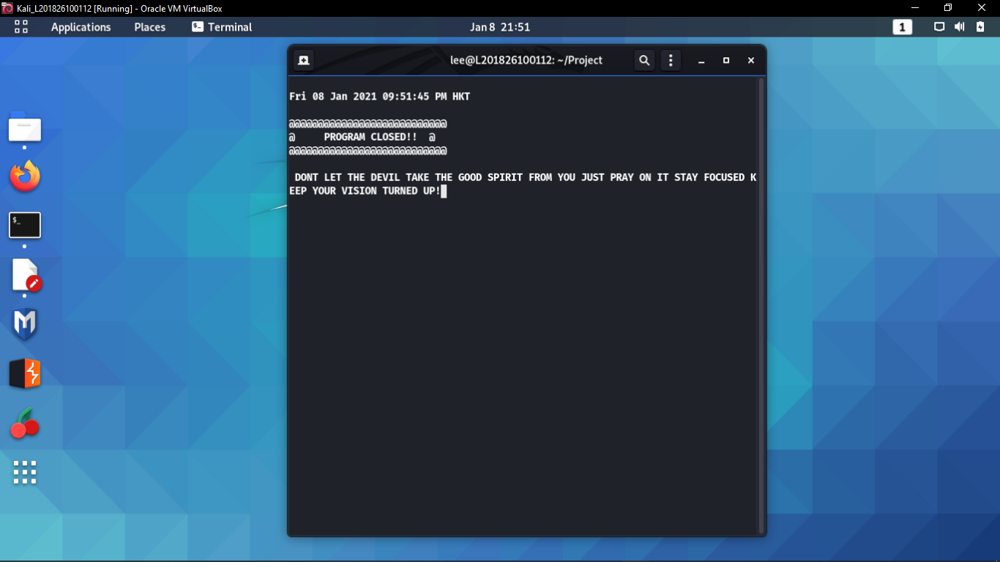 Kali_L201826100112 [Running] - Oracle VM VirtualBox
Applications Places Terminal Jan 8 21:51 1
lee@L201826100112: ~/Project
Fri 08 Jan 2021 09:51:45 PM HKT
@@@@@@@@@@@@@@@@@@@@@@@@@@@
@     PROGRAM CLOSED!!  @
@@@@@@@@@@@@@@@@@@@@@@@@@@@
DONT LET THE DEVIL TAKE THE GOOD SPIRIT FROM YOU JUST PRAY ON IT STAY FOCUSED K
EEP YOUR VISION TURNED UP!
$_